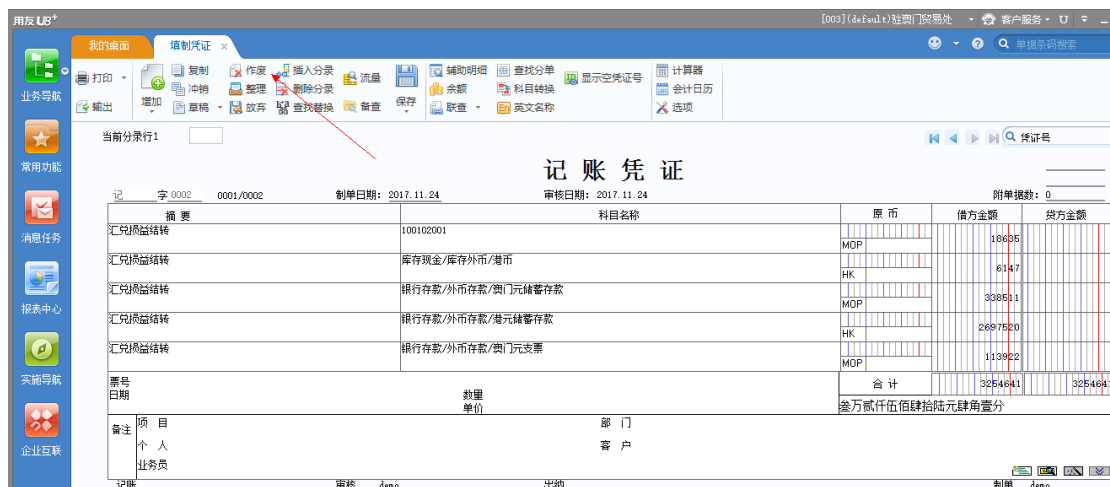 用友U8+
[003](default)驻奥门贸易处 客户服务
我的桌面 填制凭证
单据条码搜索
业务导航
常用功能
消息任务
报表中心
实施导航
企业互联
打印 输出 增加 复制 冲销 草稿 作废 整理 放弃 插入分录 删除分录 查找替换 流量 备查 保存 辅助明细 余额 联查 查找分单 科目转换 英文名称 显示空凭证号 计算器 会计日历 选项
当前分录行1
凭证号
记账凭证
记 字 0002 0001/0002 制单日期: 2017.11.24 审核日期: 2017.11.24 附单据数: 0
摘要 科目名称 原币 借方金额 贷方金额
汇兑损益结转 100102001 MOP 18635
汇兑损益结转 库存现金/库存外币/港币 HK 6147
汇兑损益结转 银行存款/外币存款/奥门元储蓄存款 MOP 338511
汇兑损益结转 银行存款/外币存款/港元储蓄存款 HK 2697520
汇兑损益结转 银行存款/外币存款/奥门元支票 MOP 113922
票号
日期 数量
单价
合计 3254641 3254641
叁万贰仟伍佰肆拾陆元肆角壹分
备注 项目 部门
个人 客户
业务员
记账 审核 demo 出纳 制单 demo